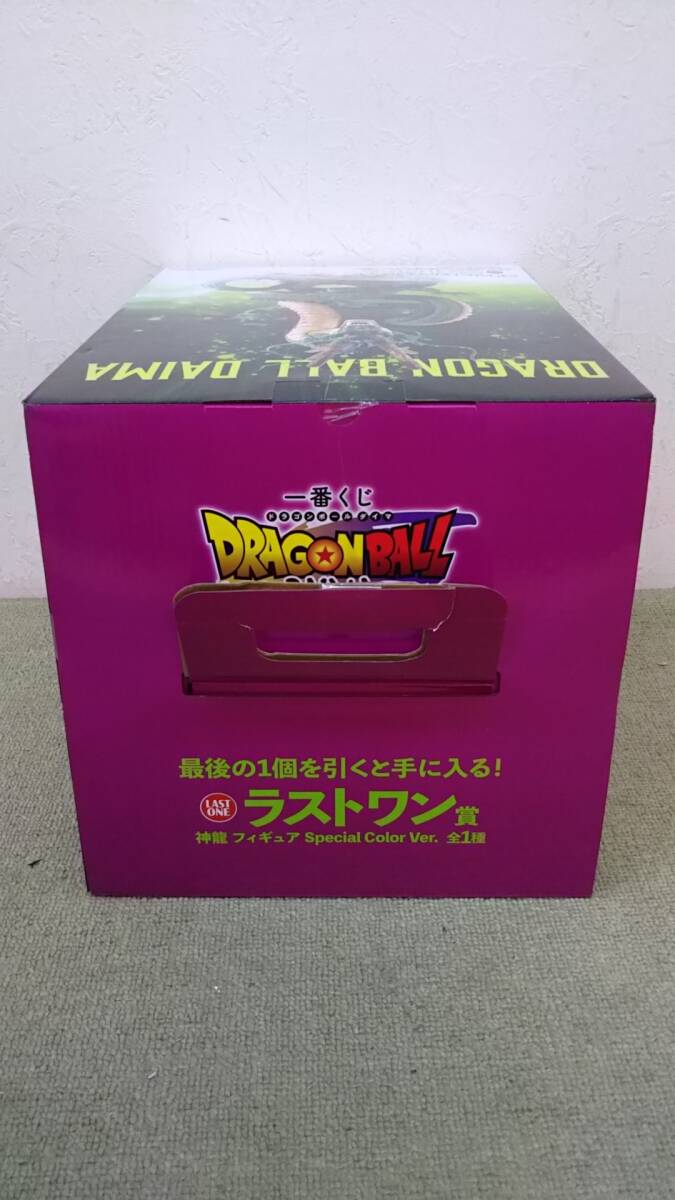 DRAGON BALL DAIMA
一番くじ
ドラゴンボールダイマ
DRAGON BALL
最後の1個を引くと手に入る!
LAST ONE ラストワン賞
神龍 フィギュア Special Color Ver. 全1種